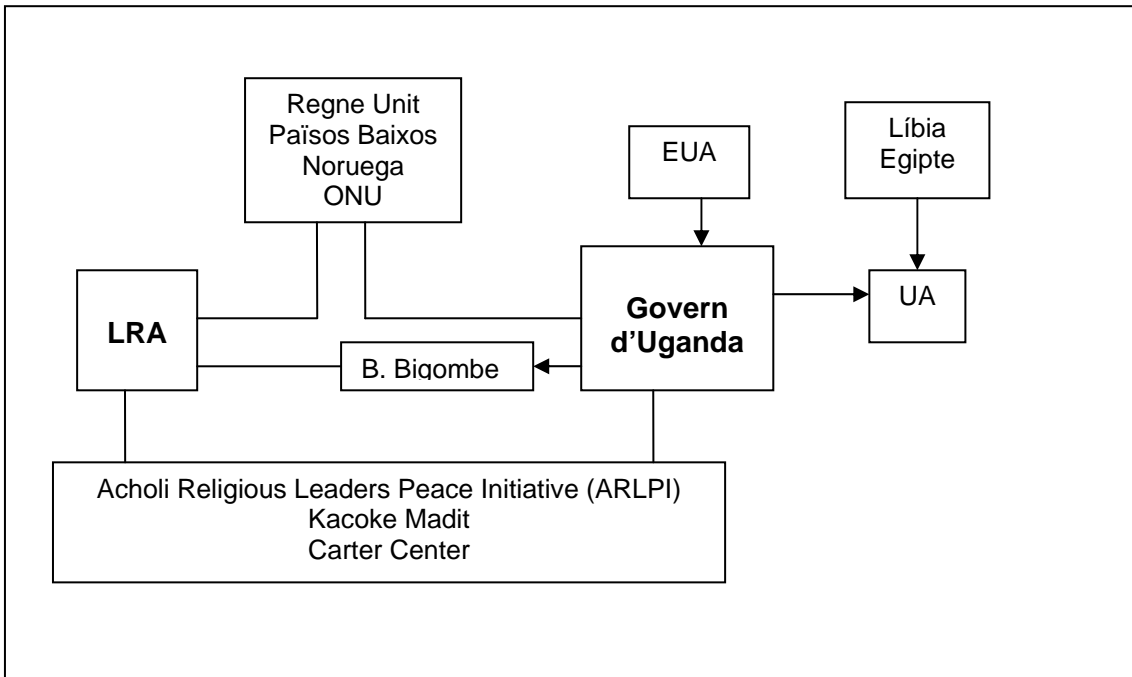 Regne Unit
Països Baixos
Noruega
ONU
EUA
Líbia
Egipte
LRA
Govern
d’Uganda
UA
B. Bigombe
Acholi Religious Leaders Peace Initiative (ARLPI)
Kacoke Madit
Carter Center